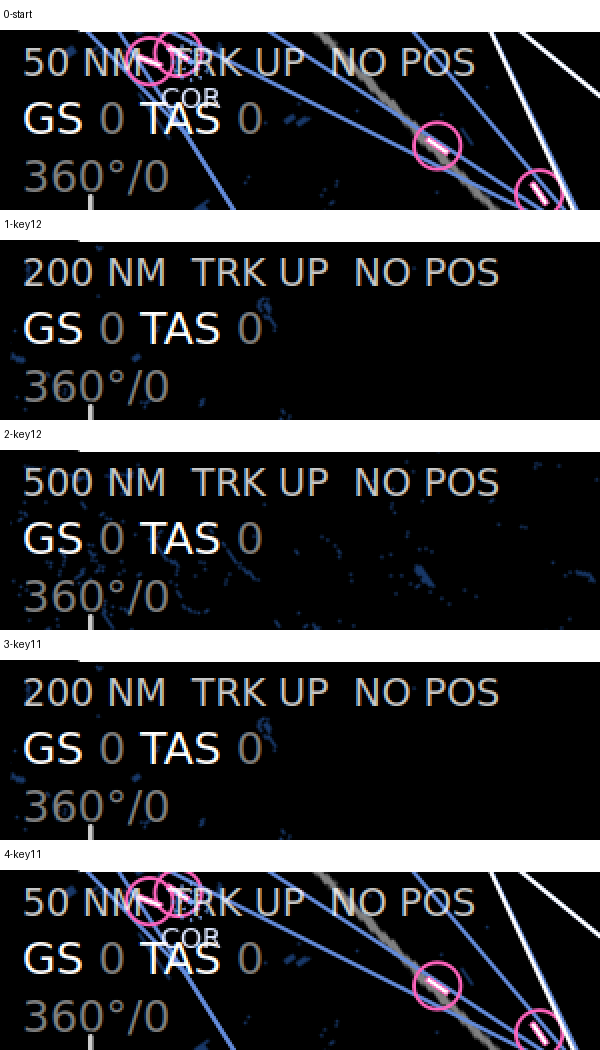 0-start
50 NM TRK UP NO POS
COR
GS 0 TAS 0
360°/0
1-key12
200 NM TRK UP NO POS
GS 0 TAS 0
360°/0
2-key12
500 NM TRK UP NO POS
GS 0 TAS 0
360°/0
3-key11
200 NM TRK UP NO POS
GS 0 TAS 0
360°/0
4-key11
50 NM TRK UP NO POS
COR
GS 0 TAS 0
360°/0